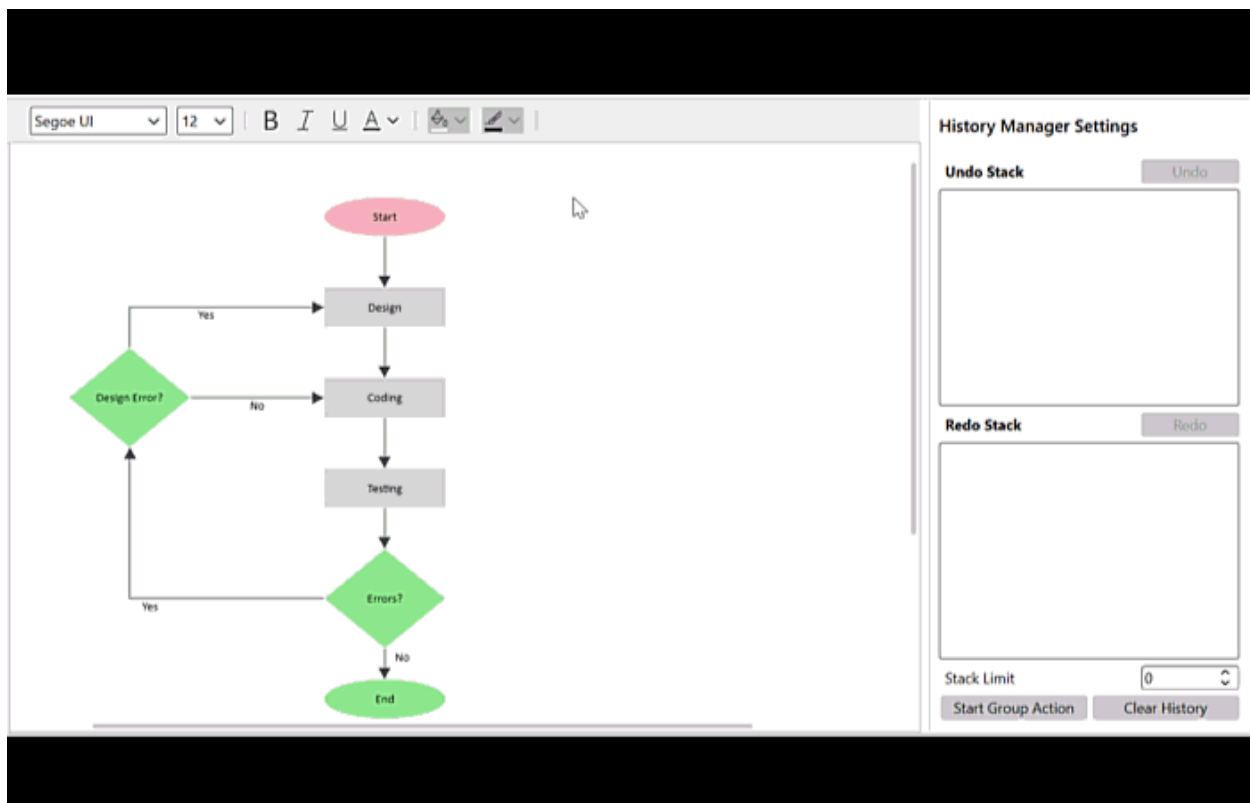 Segoe UI
12
B I U A
History Manager Settings
Undo Stack
Undo
Start
Design
Yes
Design Error?
No
Coding
Redo Stack
Redo
Testing
Errors?
Yes
No
End
Stack Limit
0
Start Group Action
Clear History